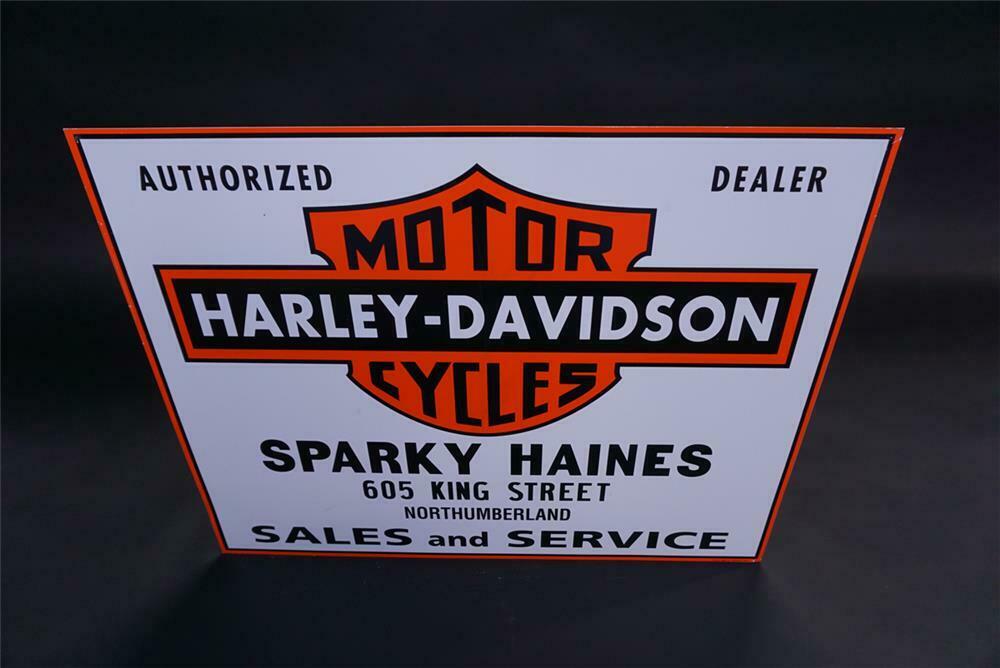 AUTHORIZED DEALER
MOTOR
HARLEY-DAVIDSON
CYCLES
SPARKY HAINES
605 KING STREET
NORTHUMBERLAND
SALES and SERVICE